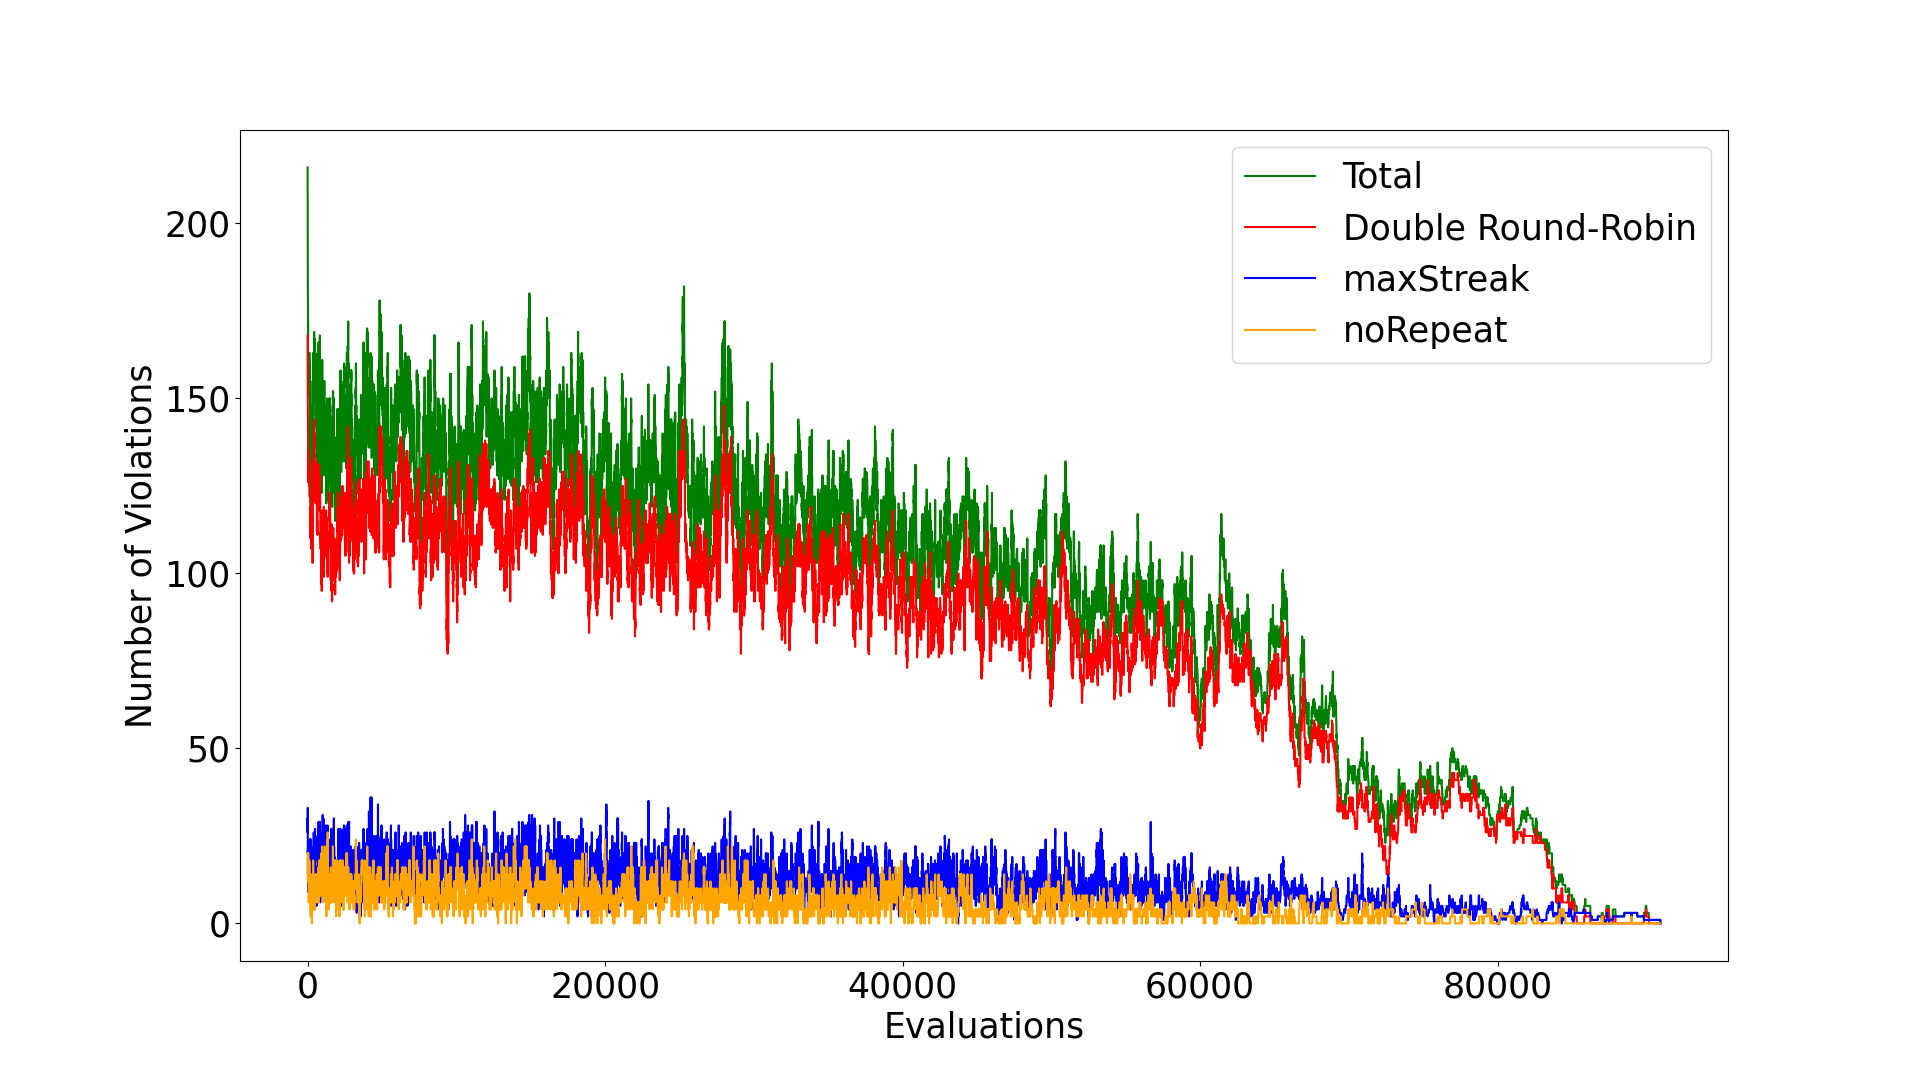 Total
Double Round-Robin
maxStreak
noRepeat
200
150
100
50
0
Number of Violations
0 20000 40000 60000 80000
Evaluations